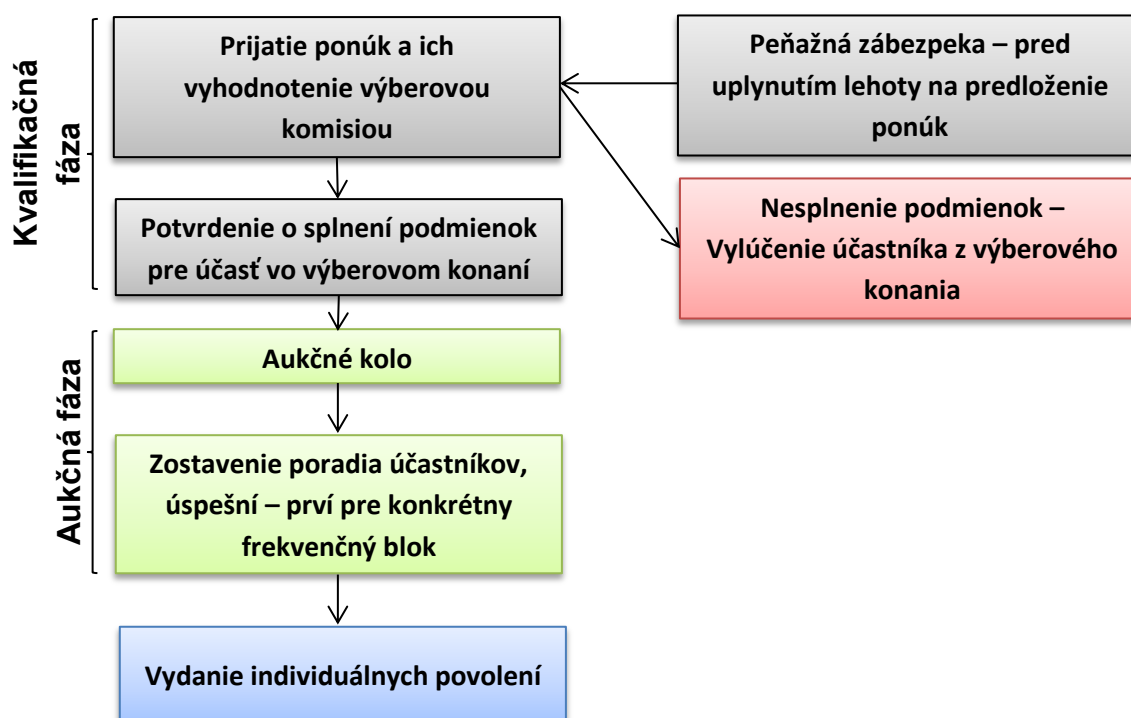 Kvalifikačná
fáza
Prijatie ponúk a ich
vyhodnotenie výberovou
komisiou
Peňažná zábezpeka – pred
uplynutím lehoty na predloženie
ponúk
Potvrdenie o splnení podmienok
pre účasť vo výberovom konaní
Nesplnenie podmienok –
Vylúčenie účastníka z výberového
konania
Aukčná fáza
Aukčné kolo
Zostavenie poradia účastníkov,
úspešní – prví pre konkrétny
frekvenčný blok
Vydanie individuálnych povolení